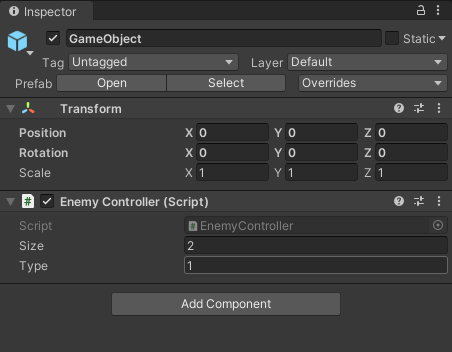 Inspector
GameObject Static
Tag Untagged Layer Default
Prefab Open Select Overrides
Transform
Position X 0 Y 0 Z 0
Rotation X 0 Y 0 Z 0
Scale X 1 Y 1 Z 1
# Enemy Controller (Script)
Script # EnemyController
Size 2
Type 1
Add Component